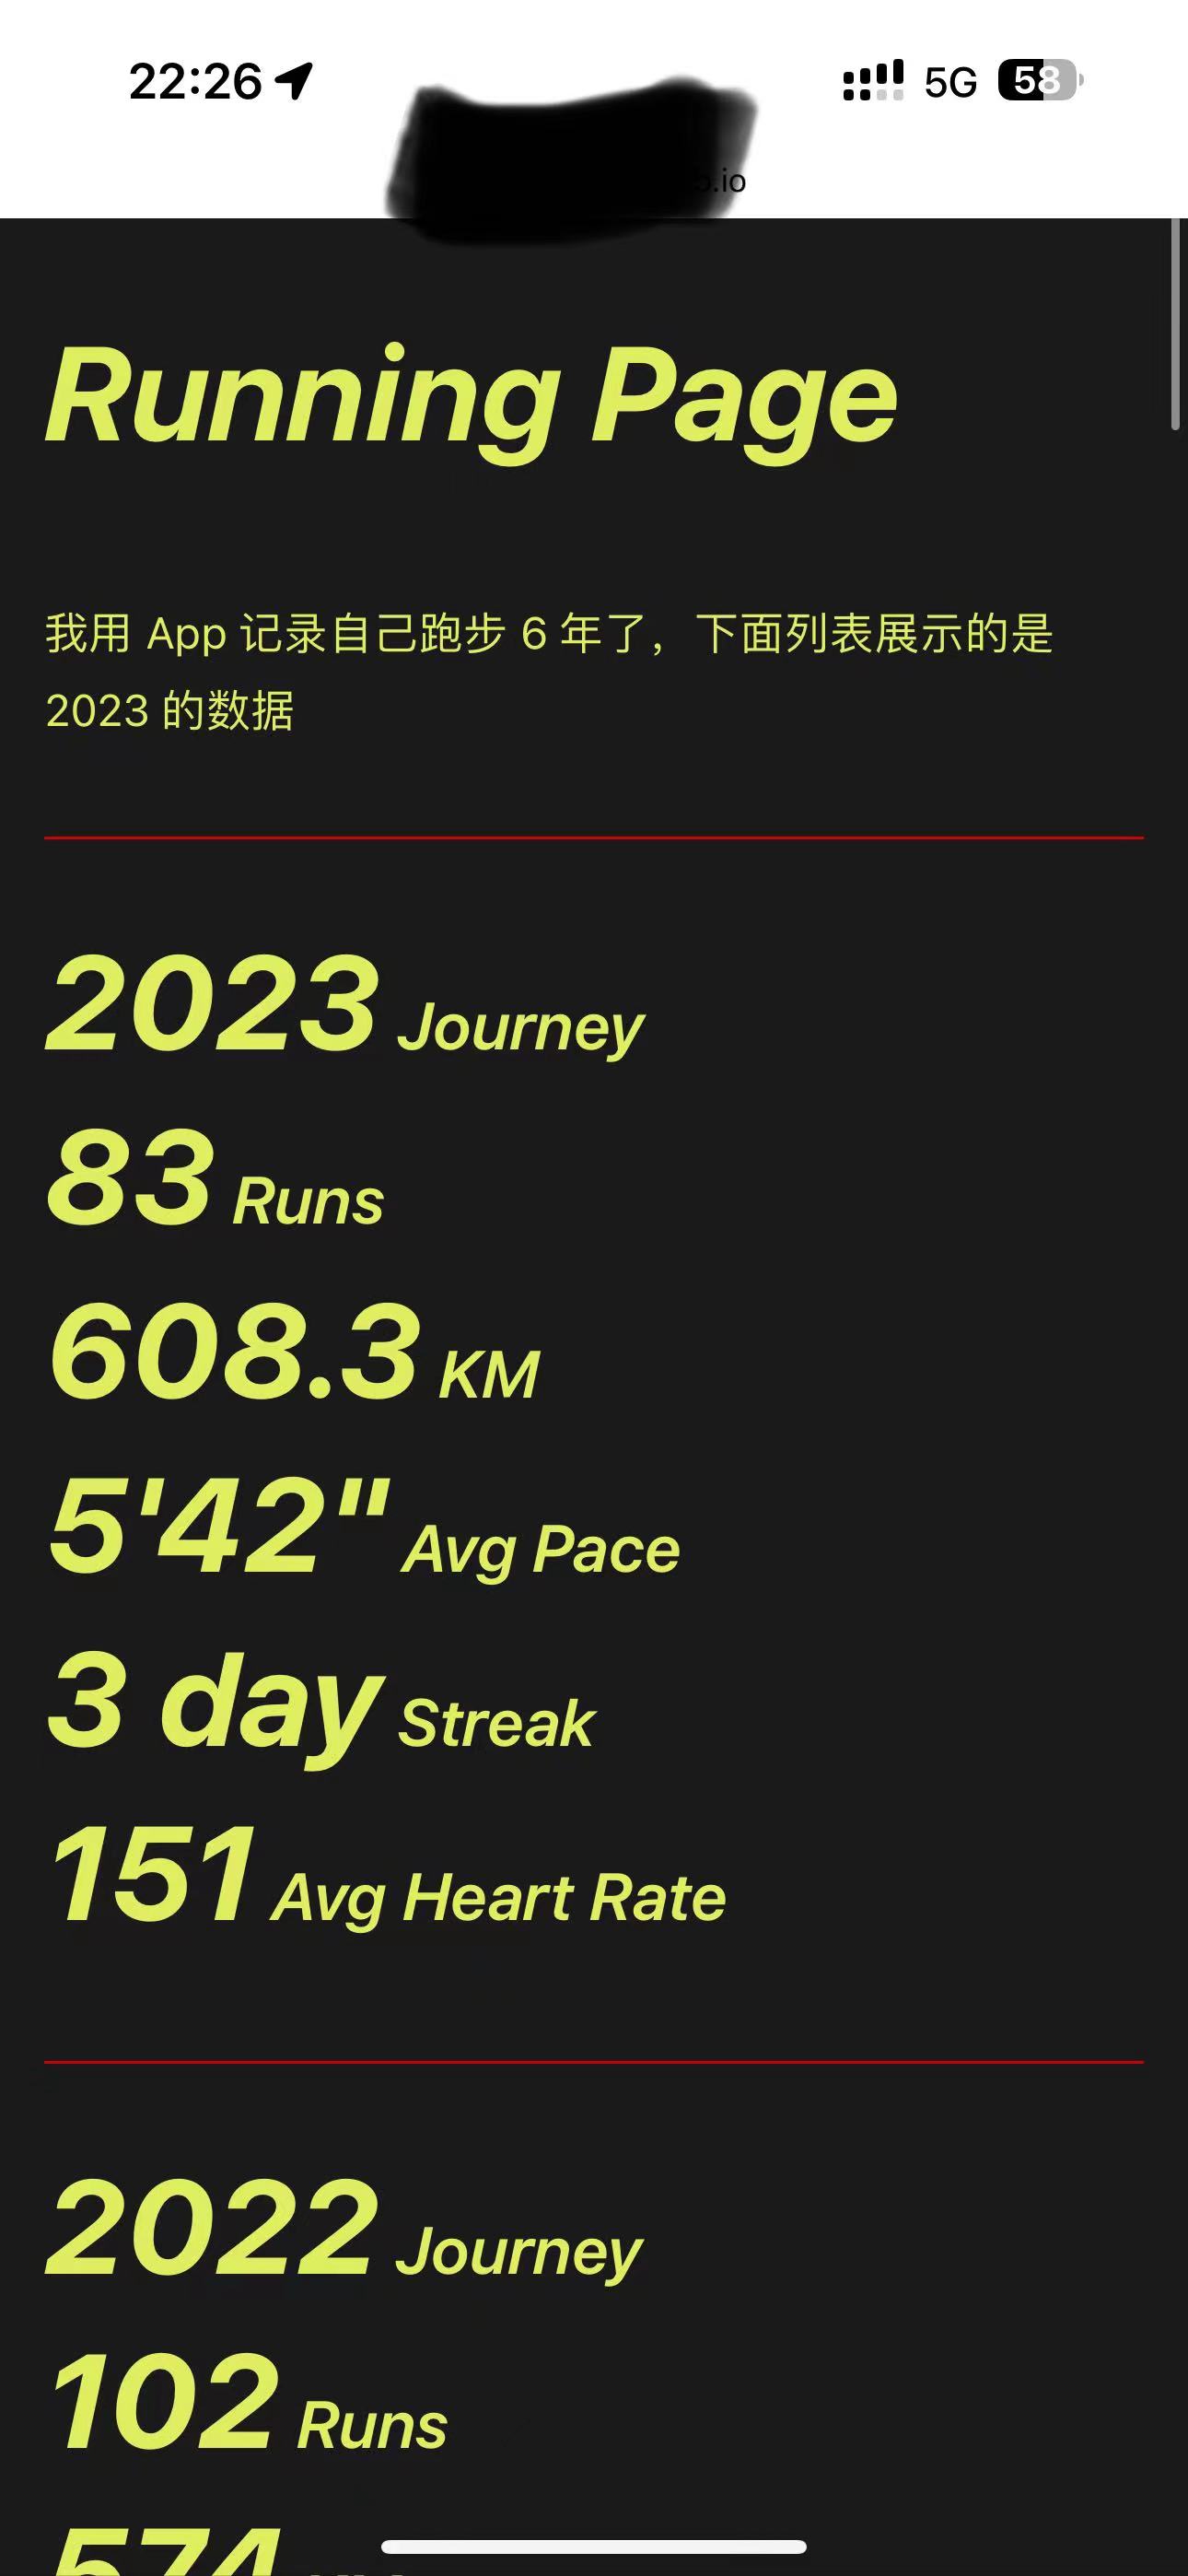 22:26
5G 58
.io
Running Page
我用 App 记录自己跑步 6 年了，下面列表展示的是
2023 的数据
2023 Journey
83 Runs
608.3 KM
5'42" Avg Pace
3 day Streak
151 Avg Heart Rate
2022 Journey
102 Runs
574